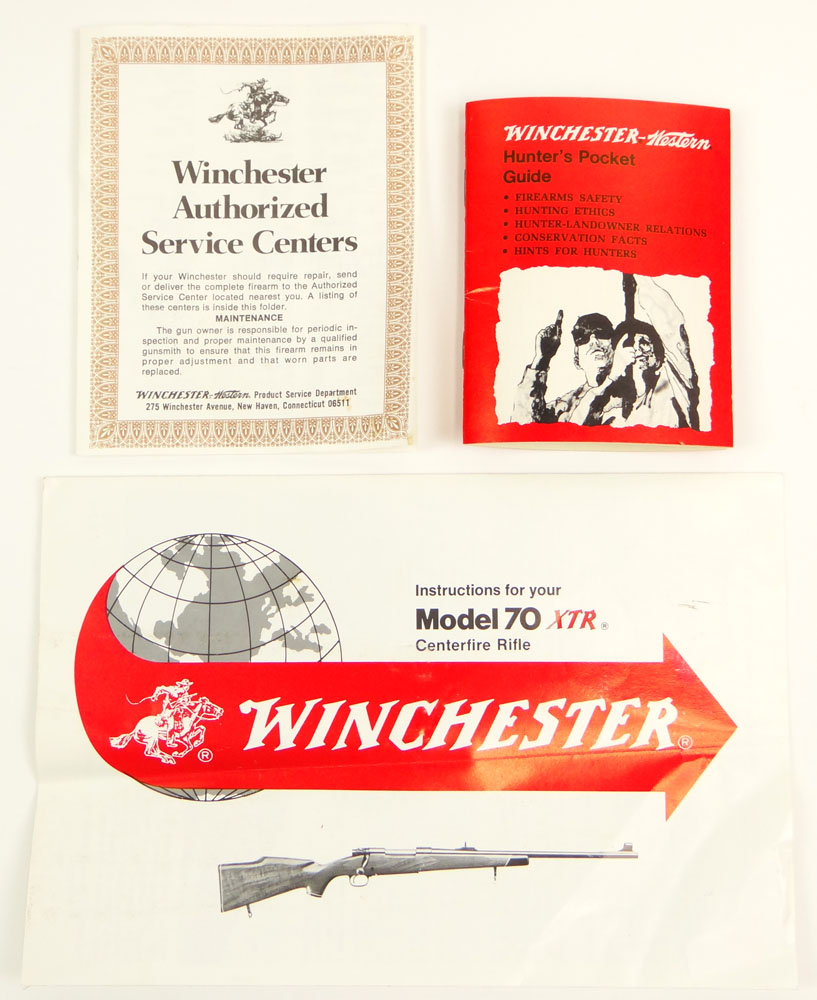 Winchester
Authorized
Service Centers
If your Winchester should require repair, send
or deliver the complete firearm to the Authorized
Service Center located nearest you. A listing of
these centers is inside this folder.
MAINTENANCE
The gun owner is responsible for periodic in-
spection and proper maintenance by a qualified
gunsmith to ensure that this firearm remains in
proper adjustment and that worn parts are
replaced.
WINCHESTER-Western Product Service Department
275 Winchester Avenue, New Haven, Connecticut 06511
WINCHESTER-Western
Hunter's Pocket
Guide
• FIREARMS SAFETY
• HUNTING ETHICS
• HUNTER-LANDOWNER RELATIONS
• CONSERVATION FACTS
• HINTS FOR HUNTERS
Instructions for your
Model 70 XTR ®
Centerfire Rifle
® WINCHESTER ®